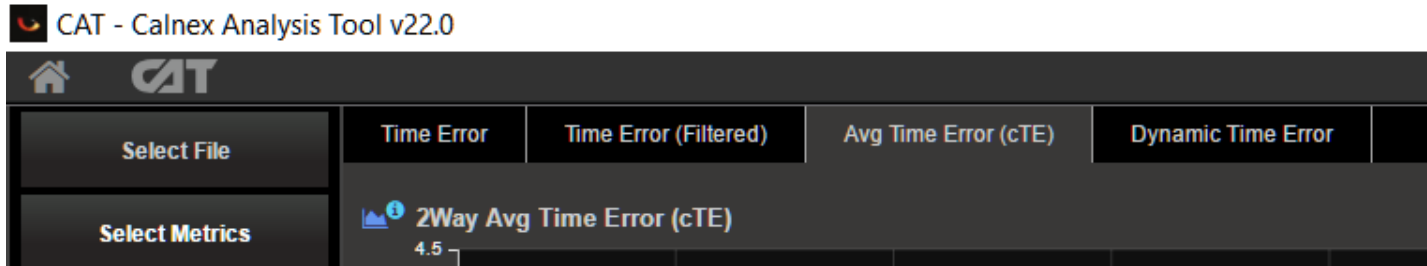 CAT - Calnex Analysis Tool v22.0
CAT
Select File
Time Error
Time Error (Filtered)
Avg Time Error (cTE)
Dynamic Time Error
Select Metrics
2Way Avg Time Error (cTE)
4.5